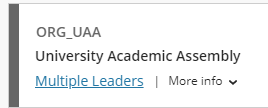 ORG_UAA
University Academic Assembly
Multiple Leaders | More info